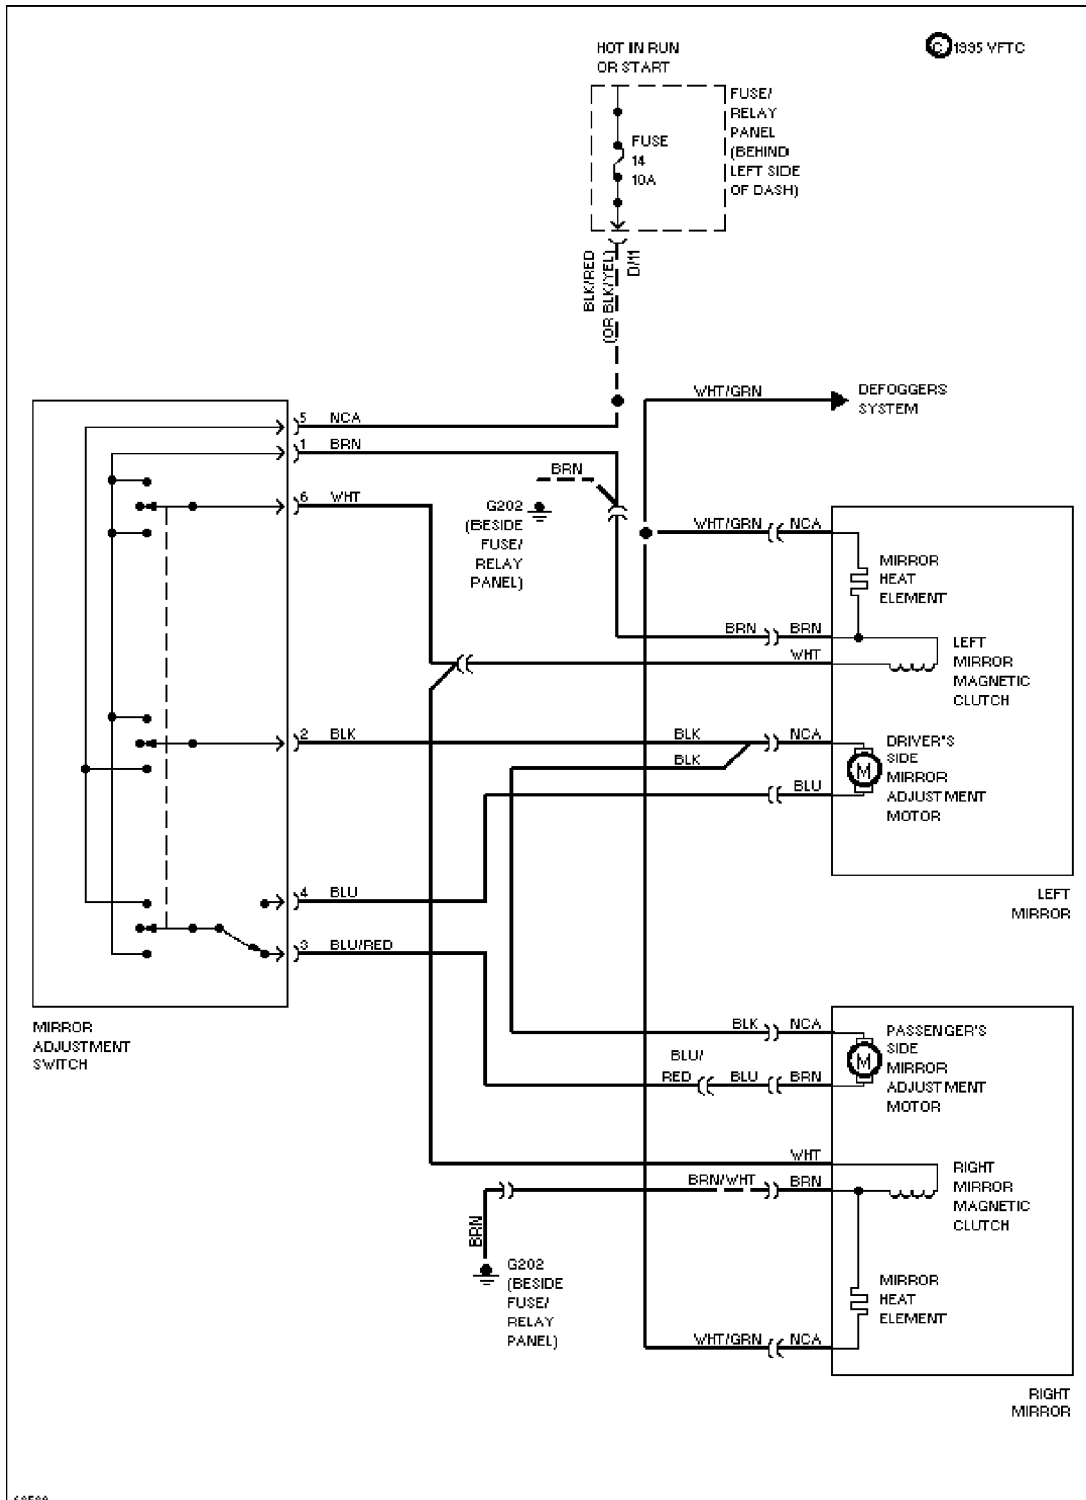 HOT IN RUN
OR START
© 1995 VFTC
FUSE/
RELAY
PANEL
(BEHIND
LEFT SIDE
OF DASH)
FUSE
14
10A
BLK/RED
(OR BLK/YEL)
D/11
WHT/GRN
DEFOGGERS
SYSTEM
5 NCA
1 BRN
6 WHT
BRN
G202
(BESIDE
FUSE/
RELAY
PANEL)
WHT/GRN NCA
MIRROR
HEAT
ELEMENT
BRN BRN
WHT
LEFT
MIRROR
MAGNETIC
CLUTCH
2 BLK
BLK NCA
BLK
BLU
DRIVER"S
SIDE
MIRROR
ADJUSTMENT
MOTOR
M
LEFT
MIRROR
4 BLU
3 BLU/RED
MIRROR
ADJUSTMENT
SWITCH
BLK NCA
BLU/
RED BLU BRN
PASSENGER'S
SIDE
MIRROR
ADJUSTMENT
MOTOR
M
WHT
BRN/WHT BRN
RIGHT
MIRROR
MAGNETIC
CLUTCH
BRN
G202
(BESIDE
FUSE/
RELAY
PANEL)
MIRROR
HEAT
ELEMENT
WHT/GRN NCA
RIGHT
MIRROR